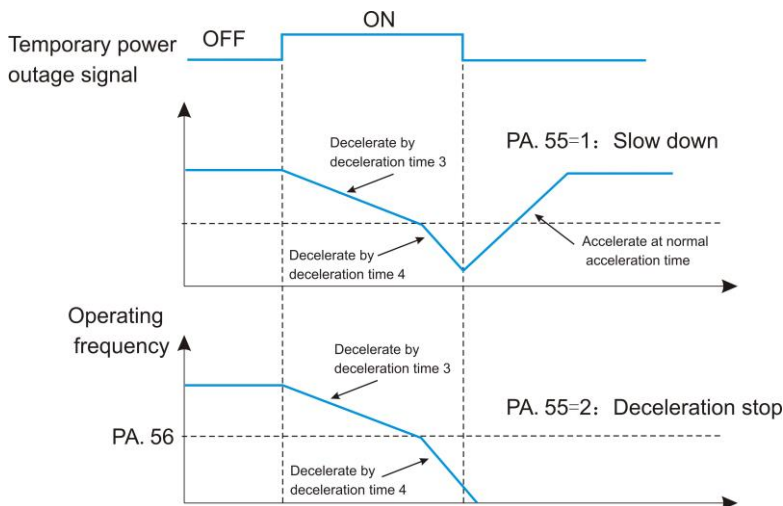 OFF
ON
Temporary power
outage signal
Decelerate by
deceleration time 3
PA. 55=1: Slow down
Decelerate by
deceleration time 4
Accelerate at normal
acceleration time
Operating
frequency
Decelerate by
deceleration time 3
PA. 55=2: Deceleration stop
PA. 56
Decelerate by
deceleration time 4